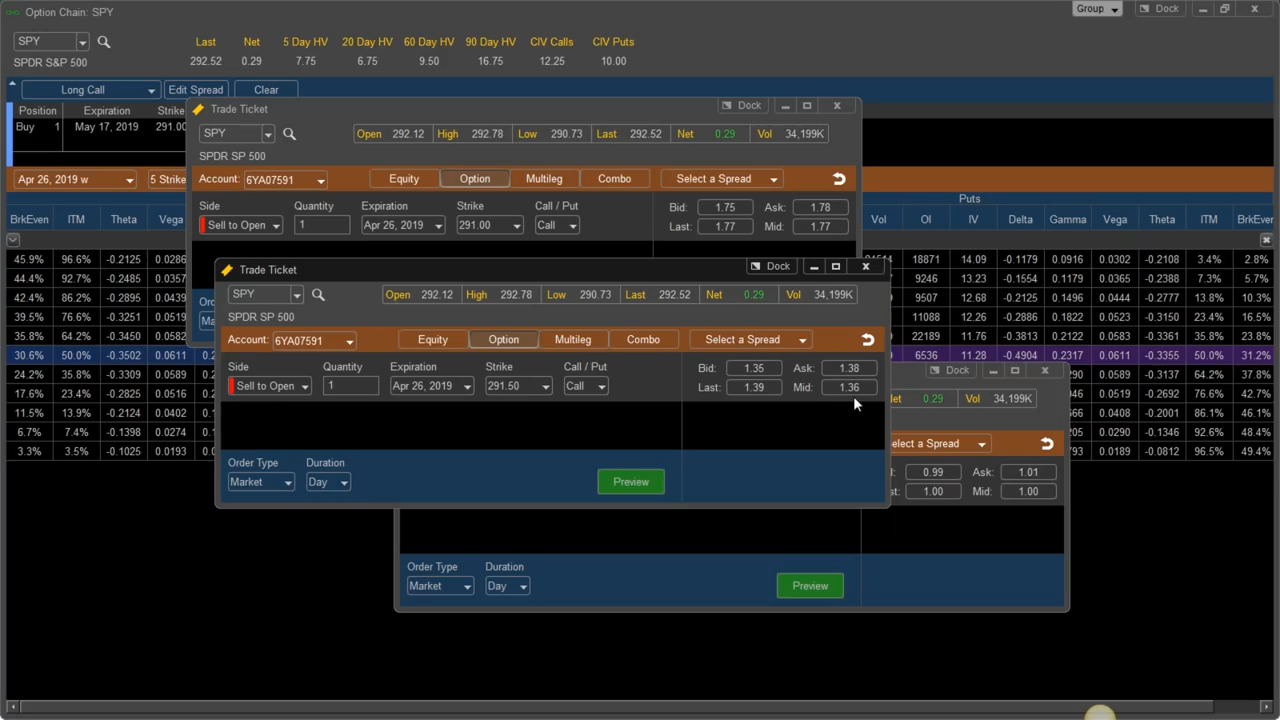 Option Chain: SPY
Group
Dock
SPY
Last Net 5 Day HV 20 Day HV 60 Day HV 90 Day HV CIV Calls CIV Puts
SPDR S&P 500
292.52 0.29 7.75 6.75 9.50 16.75 12.25 10.00
Long Call Edit Spread Clear
Position Expiration Strike
Buy 1 May 17, 2019 291.00
Trade Ticket Dock
SPY Open 292.12 High 292.78 Low 290.73 Last 292.52 Net 0.29 Vol 34,199K
SPDR SP 500
Apr 26, 2019 w 5 Strike
Account: 6YA07591 Equity Option Multileg Combo Select a Spread
Puts
BrkEven ITM Theta Vega
Side Quantity Expiration Strike Call / Put
Sell to Open 1 Apr 26, 2019 291.00 Call
Bid: 1.75 Ask: 1.78
Last: 1.77 Mid: 1.77
Vol OI IV Delta Gamma Vega Theta ITM BrkEver
45.9% 96.6% -0.2125 0.0286
18871 14.09 -0.1179 0.0916 0.0302 -0.2108 3.4% 2.8%
44.4% 92.7% -0.2485 0.0357
9246 13.23 -0.1554 0.1179 0.0366 -0.2438 7.3% 5.7%
42.4% 86.2% -0.2895 0.0439
9507 12.68 -0.2125 0.1496 0.0444 -0.2777 13.8% 10.3%
39.5% 76.6% -0.3251 0.0519
11088 12.26 -0.2886 0.1822 0.0523 -0.3150 23.4% 16.5%
35.8% 64.2% -0.3450 0.0582
22189 11.76 -0.3813 0.2122 0.0583 -0.3361 35.8% 23.8%
30.6% 50.0% -0.3502 0.0611
6536 11.28 -0.4904 0.2317 0.0611 -0.3355 50.0% 31.2%
24.2% 35.8% -0.3130 0.0589
0.0589 -0.3137 64.2% 37.8%
17.6% 23.4% -0.2825 0.0516
0.0519 -0.2692 76.6% 42.7%
11.5% 13.9% -0.2124 0.0402
0.0408 -0.2001 86.1% 46.1%
6.7% 7.4% -0.1398 0.0274
0.0290 -0.1346 92.6% 48.4%
3.3% 3.5% -0.1025 0.0193
0.0189 -0.0812 96.5% 49.4%
Trade Ticket Dock
SPY Open 292.12 High 292.78 Low 290.73 Last 292.52 Net 0.29 Vol 34,199K
SPDR SP 500
Account: 6YA07591 Equity Option Multileg Combo Select a Spread
Side Quantity Expiration Strike Call / Put
Sell to Open 1 Apr 26, 2019 291.50 Call
Bid: 1.35 Ask: 1.38
Last: 1.39 Mid: 1.36
Order Type Duration
Market Day Preview
Dock
0.29 Vol 34,199K
elect a Spread
0.99 Ask: 1.01
1.00 Mid: 1.00
Order Type Duration
Market Day Preview